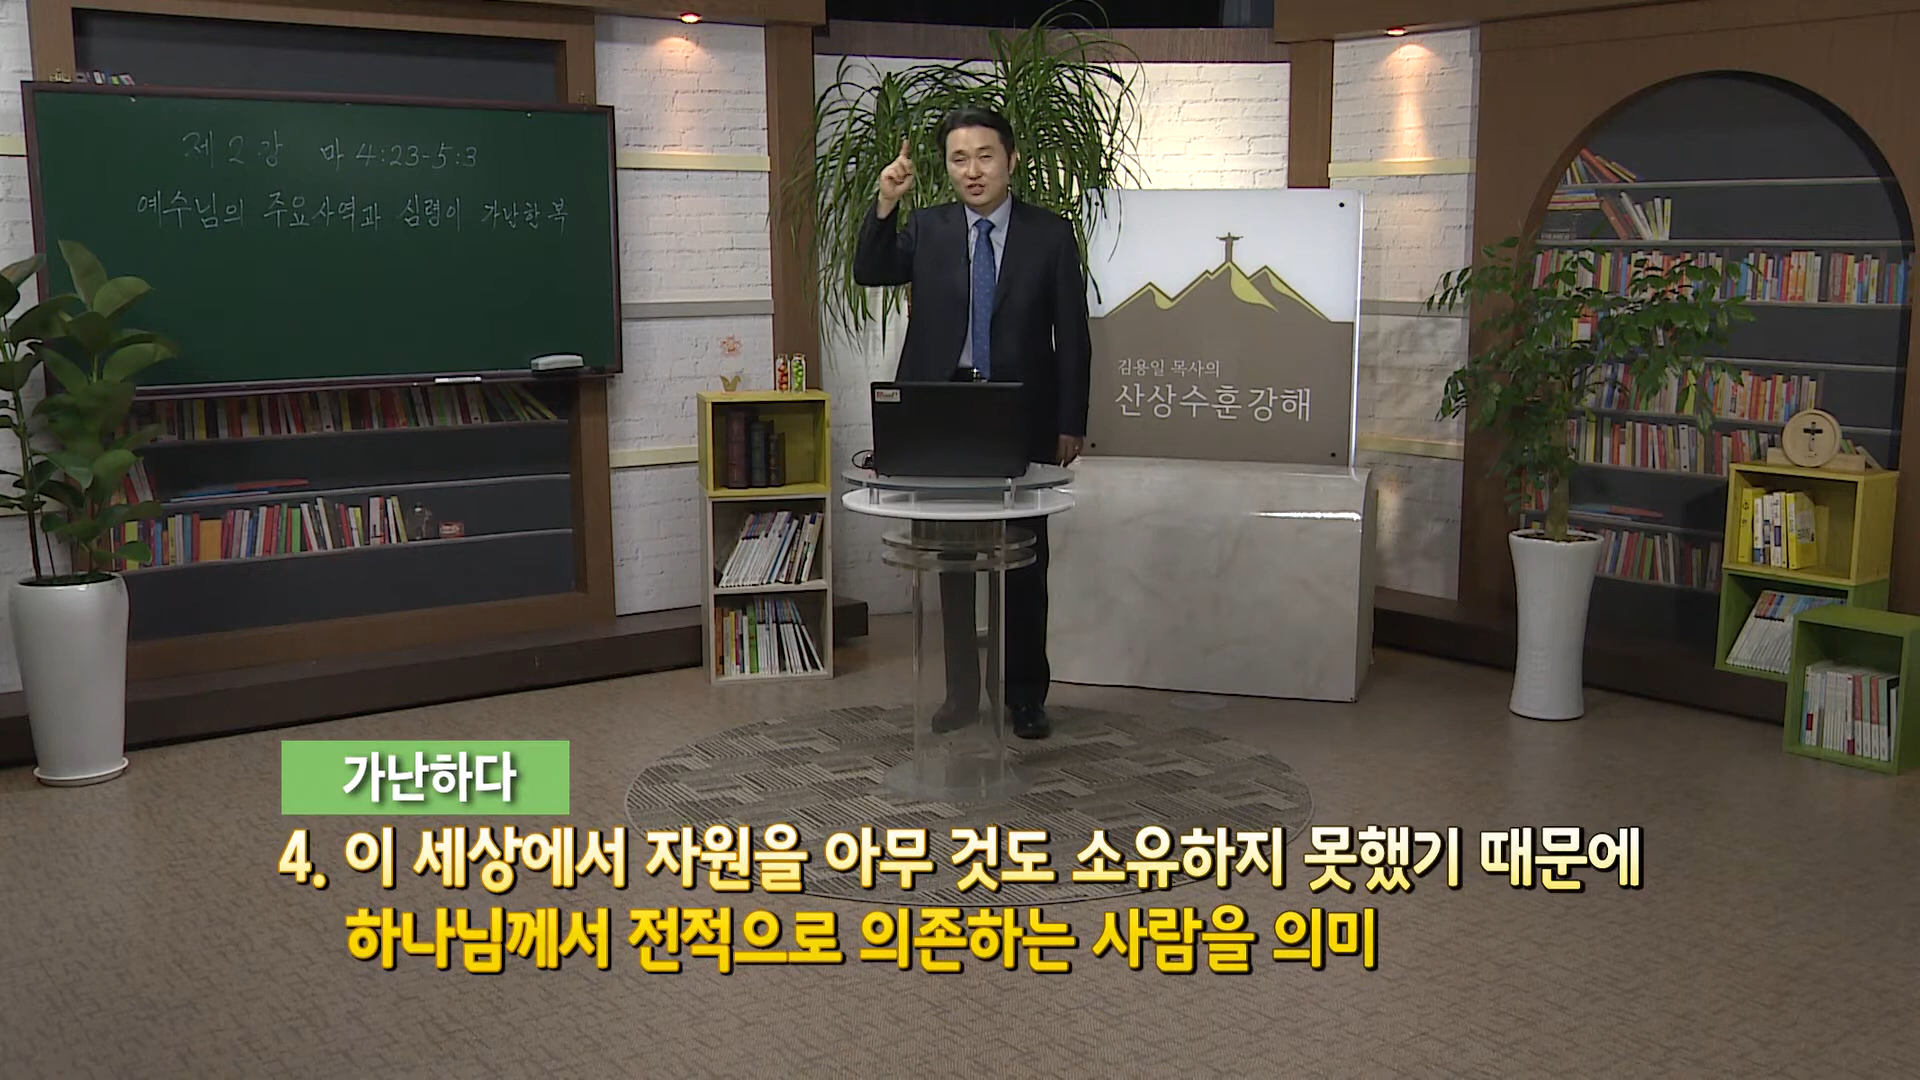 제 2 강 마 4:23-5:3
예수님의 주요사역과 심령이 가난한 복
김용일 목사의
산상수훈강해
가난하다
4. 이 세상에서 자원을 아무 것도 소유하지 못했기 때문에
하나님께서 전적으로 의존하는 사람을 의미